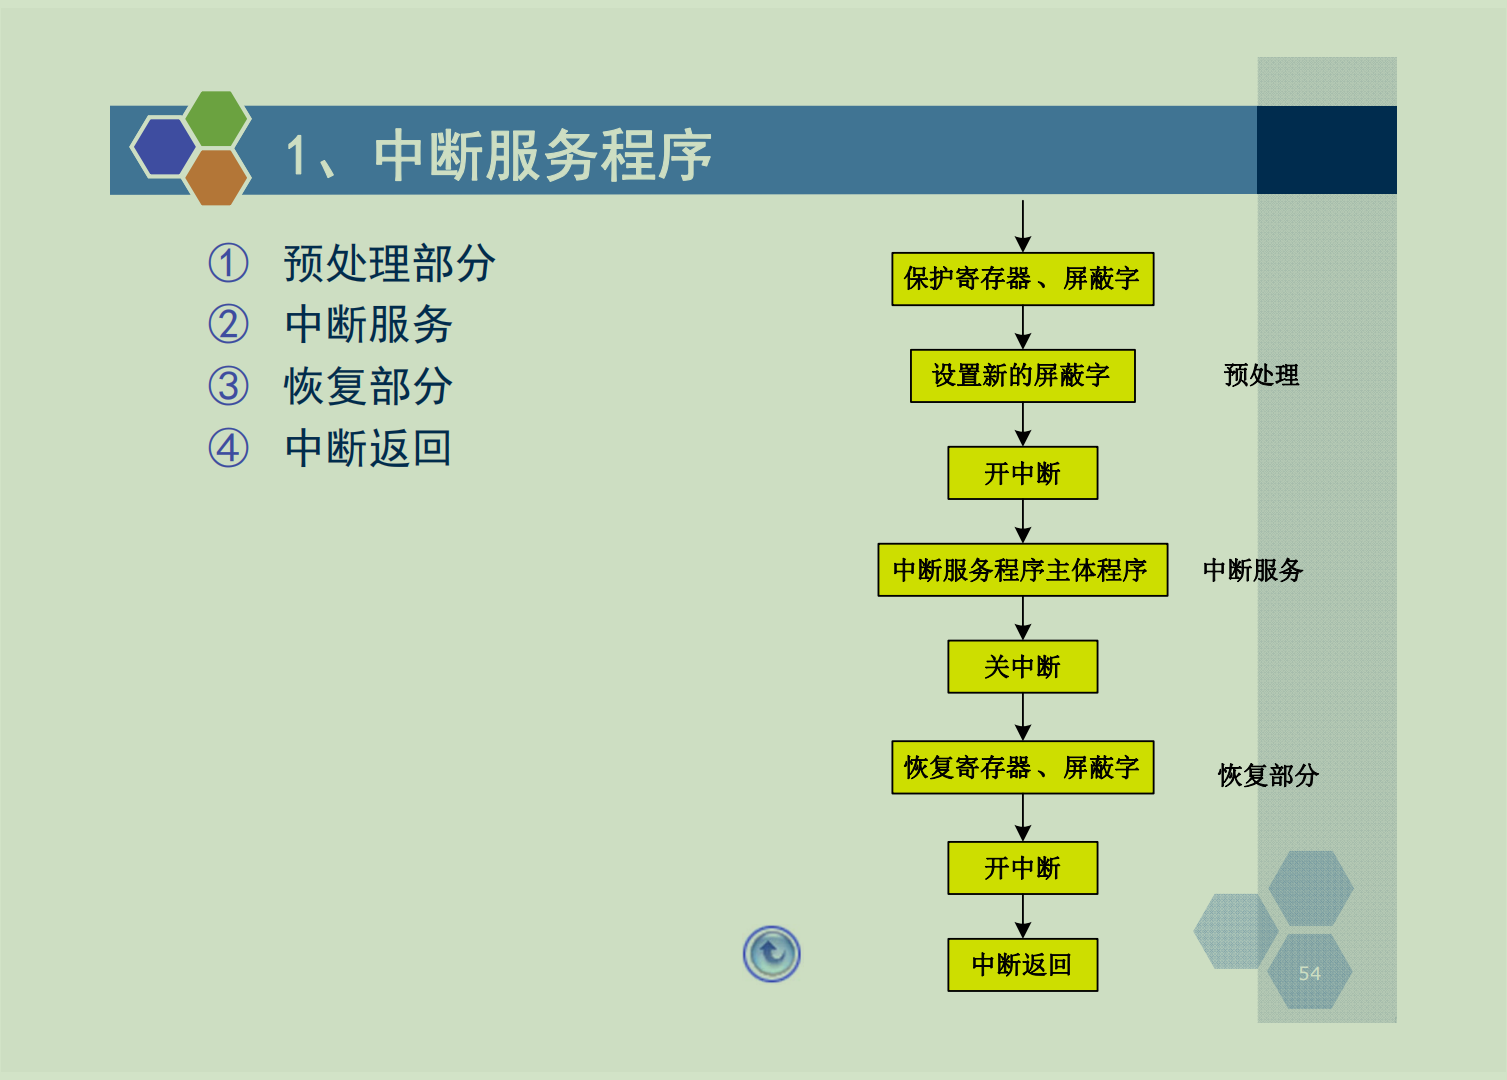 1、中断服务程序
① 预处理部分
② 中断服务
③ 恢复部分
④ 中断返回
保护寄存器、屏蔽字
设置新的屏蔽字
预处理
开中断
中断服务程序主体程序
中断服务
关中断
恢复寄存器、屏蔽字
恢复部分
开中断
中断返回
54